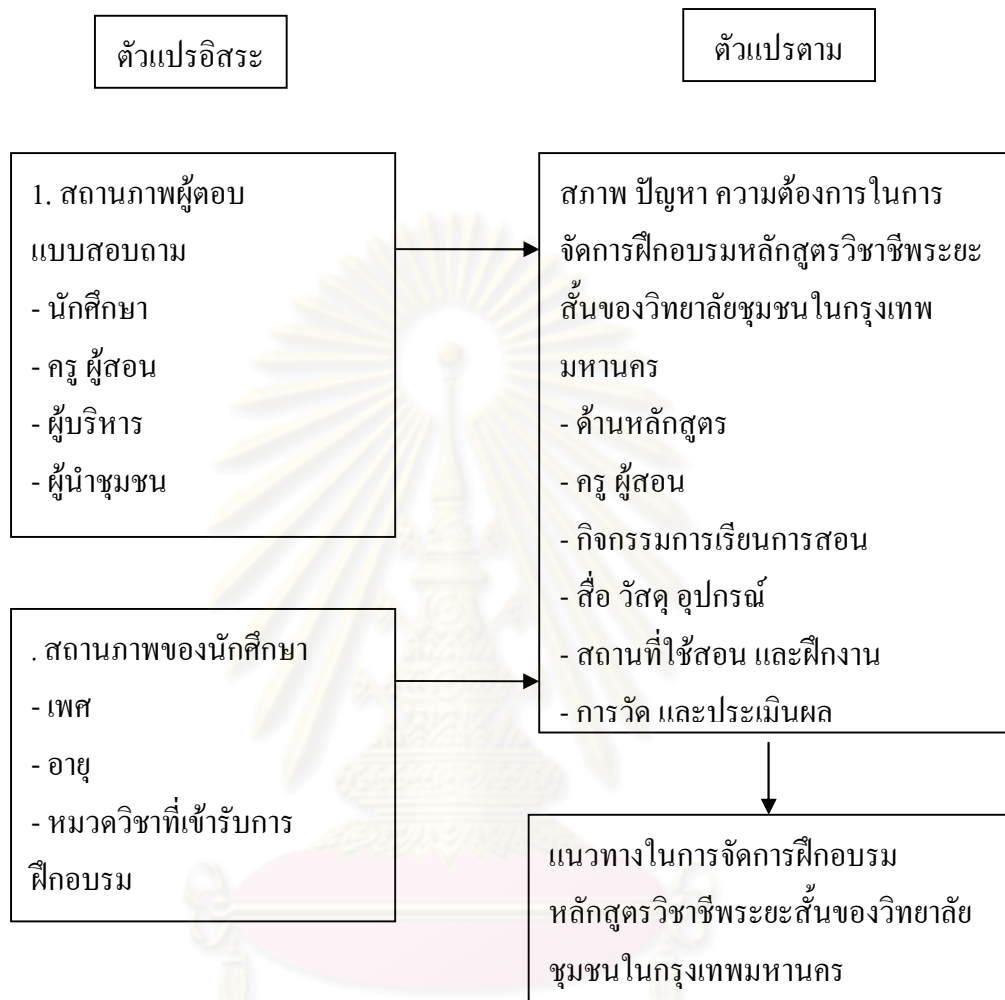 ตัวแปรอิสระ
ตัวแปรตาม
1. สถานภาพผู้ตอบ
แบบสอบถาม
- นักศึกษา
- ครู ผู้สอน
- ผู้บริหาร
- ผู้นำชุมชน
. สถานภาพของนักศึกษา
- เพศ
- อายุ
- หมวดวิชาที่เข้ารับการ
ฝึกอบรม
สภาพ ปัญหา ความต้องการในการ
จัดการฝึกอบรมหลักสูตรวิชาชีพระยะ
สั้นของวิทยาลัยชุมชนในกรุงเทพ
มหานคร
- ด้านหลักสูตร
- ครู ผู้สอน
- กิจกรรมการเรียนการสอน
- สื่อ วัสดุ อุปกรณ์
- สถานที่ใช้สอน และฝึกงาน
- การวัด และประเมินผล
แนวทางในการจัดการฝึกอบรม
หลักสูตรวิชาชีพระยะสั้นของวิทยาลัย
ชุมชนในกรุงเทพมหานคร